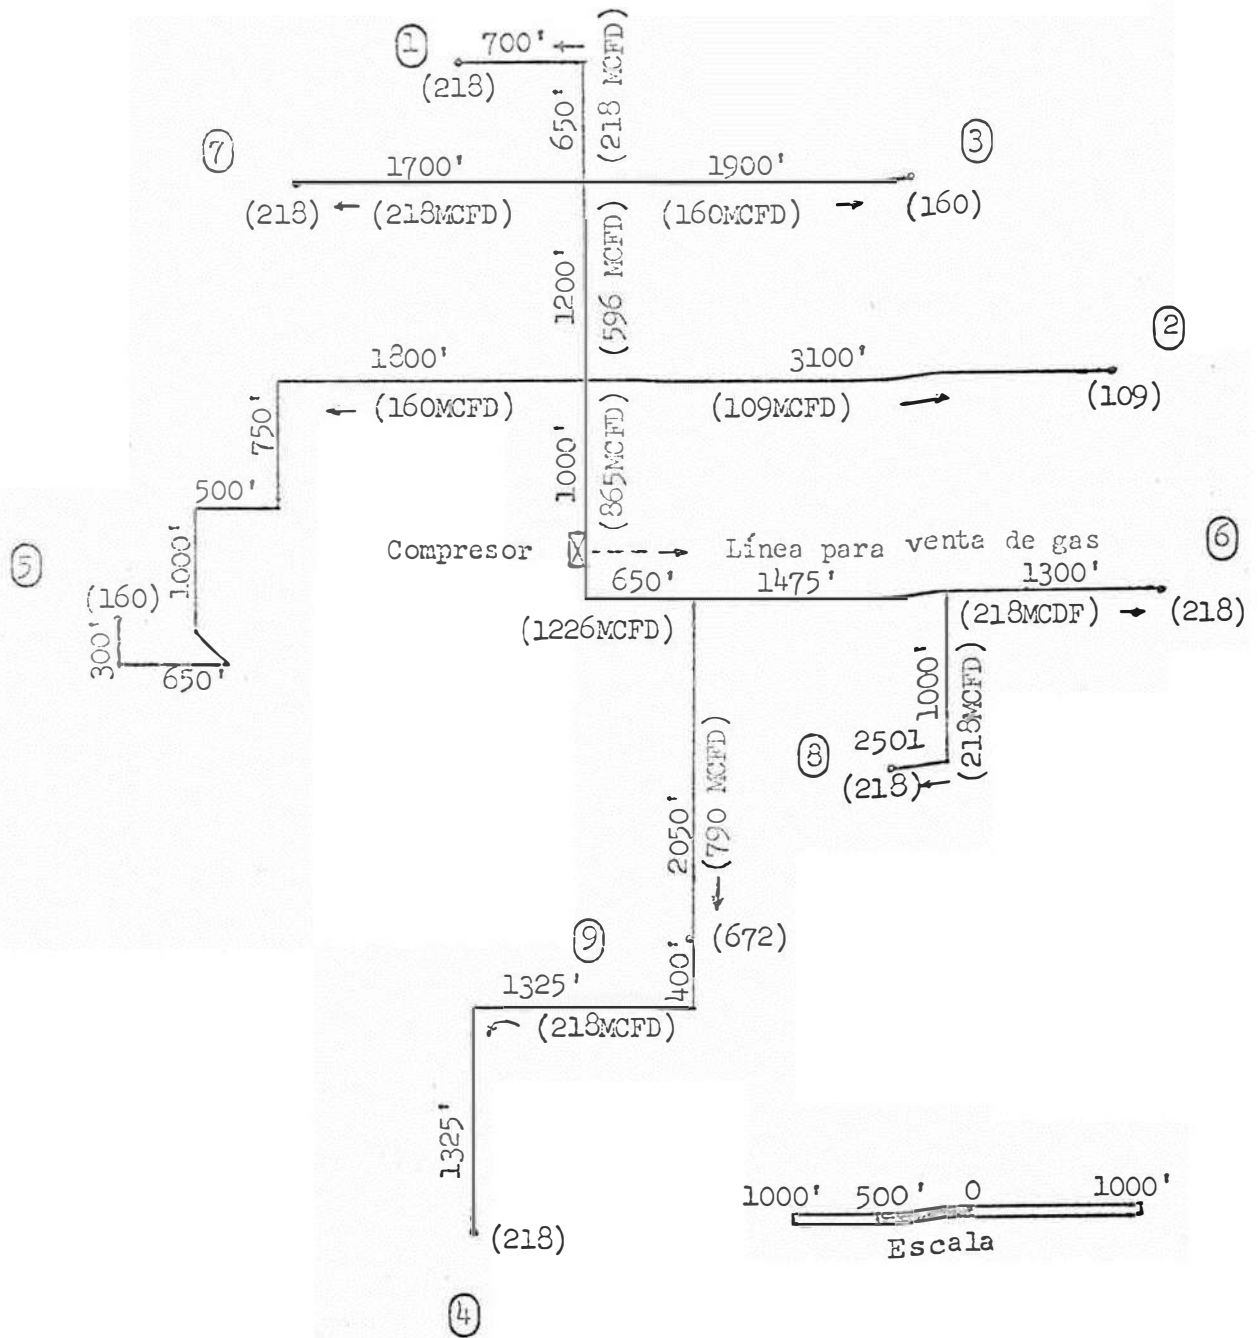 1
700'
(218)
650'
(218 MCFD)
7
1700'
1900'
3
(218)
(218MCFD)
(160MCFD)
(160)
1200'
(596 MCFD)
2
1800'
3100'
(160MCFD)
(109MCFD)
(109)
750'
1000'
(865MCFD)
500'
5
1000'
(160)
300'
650'
Compresor
Línea para venta de gas
6
650'
1475'
1300'
(1226MCFD)
(218MCDF)
(218)
1000'
(218MCFD)
8
2501
(218)
2050'
(790 MCFD)
9
(672)
400'
1325'
(218MCFD)
1325'
(218)
4
1000'
500'
0
1000'
Escala